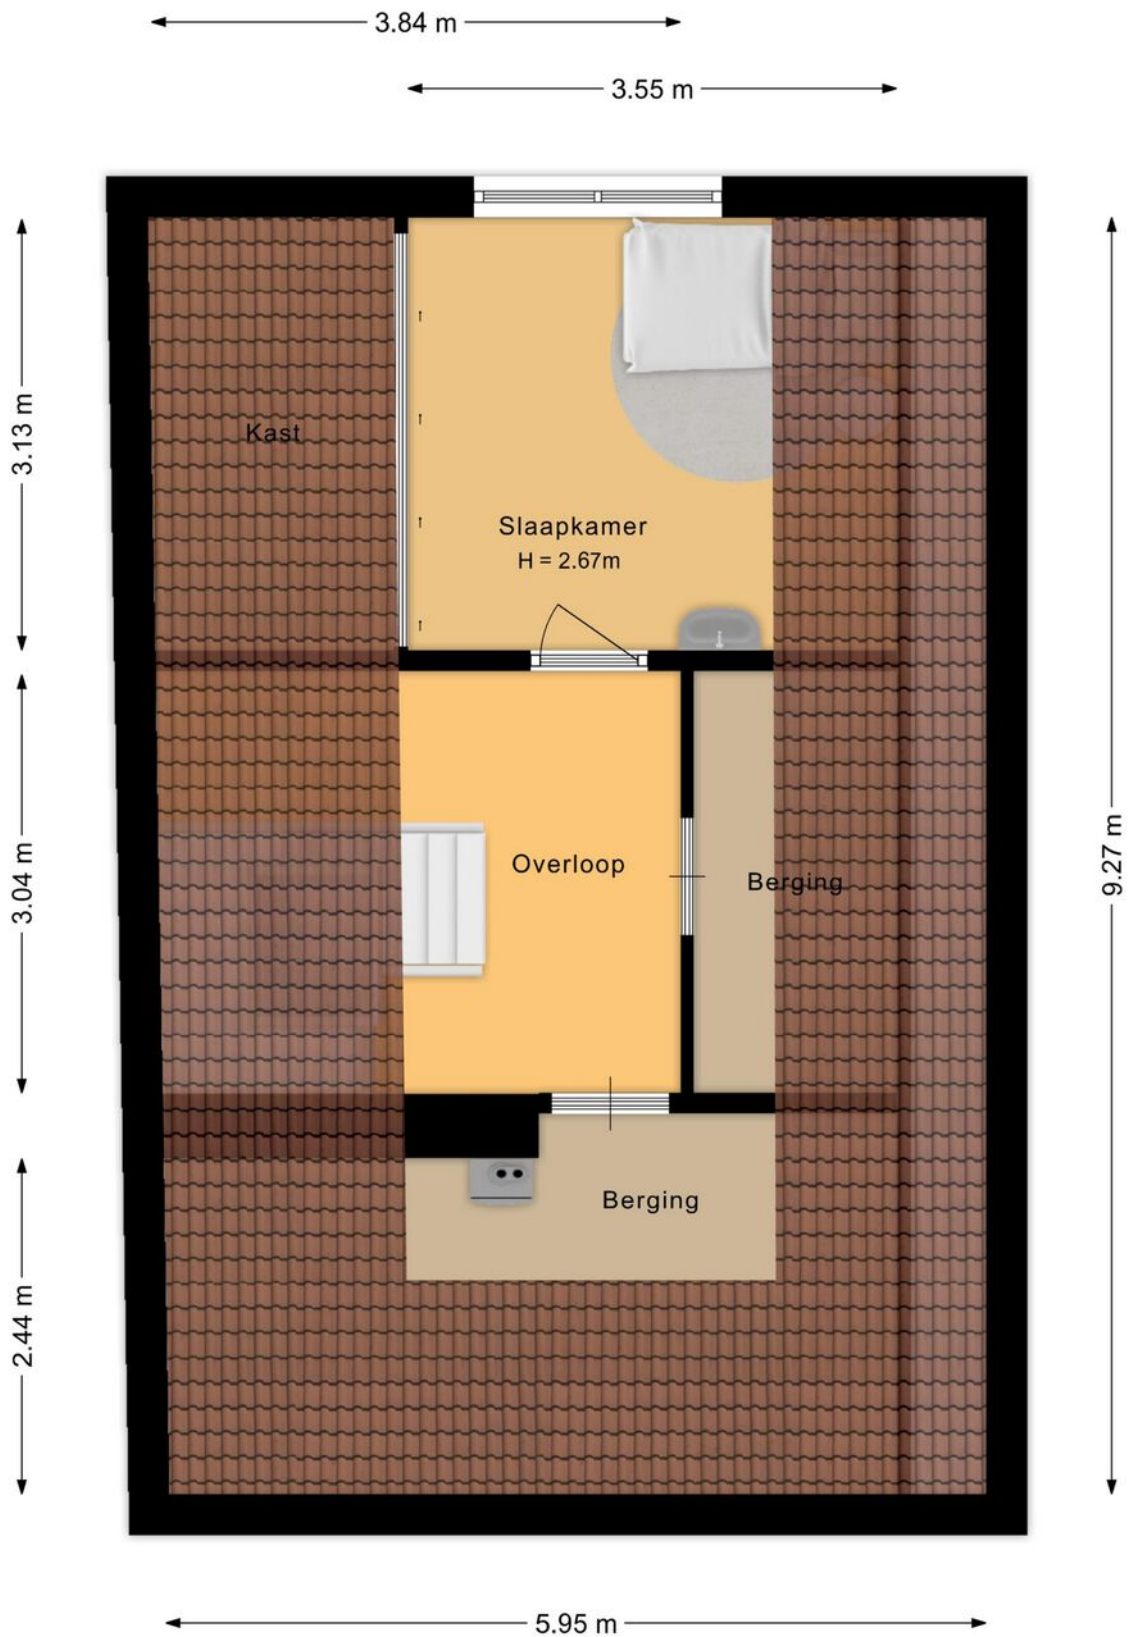 3.84 m
3.55 m
3.13 m
Kast
Slaapkamer
H = 2.67m
3.04 m
Overloop
Berging
9.27 m
Berging
2.44 m
5.95 m